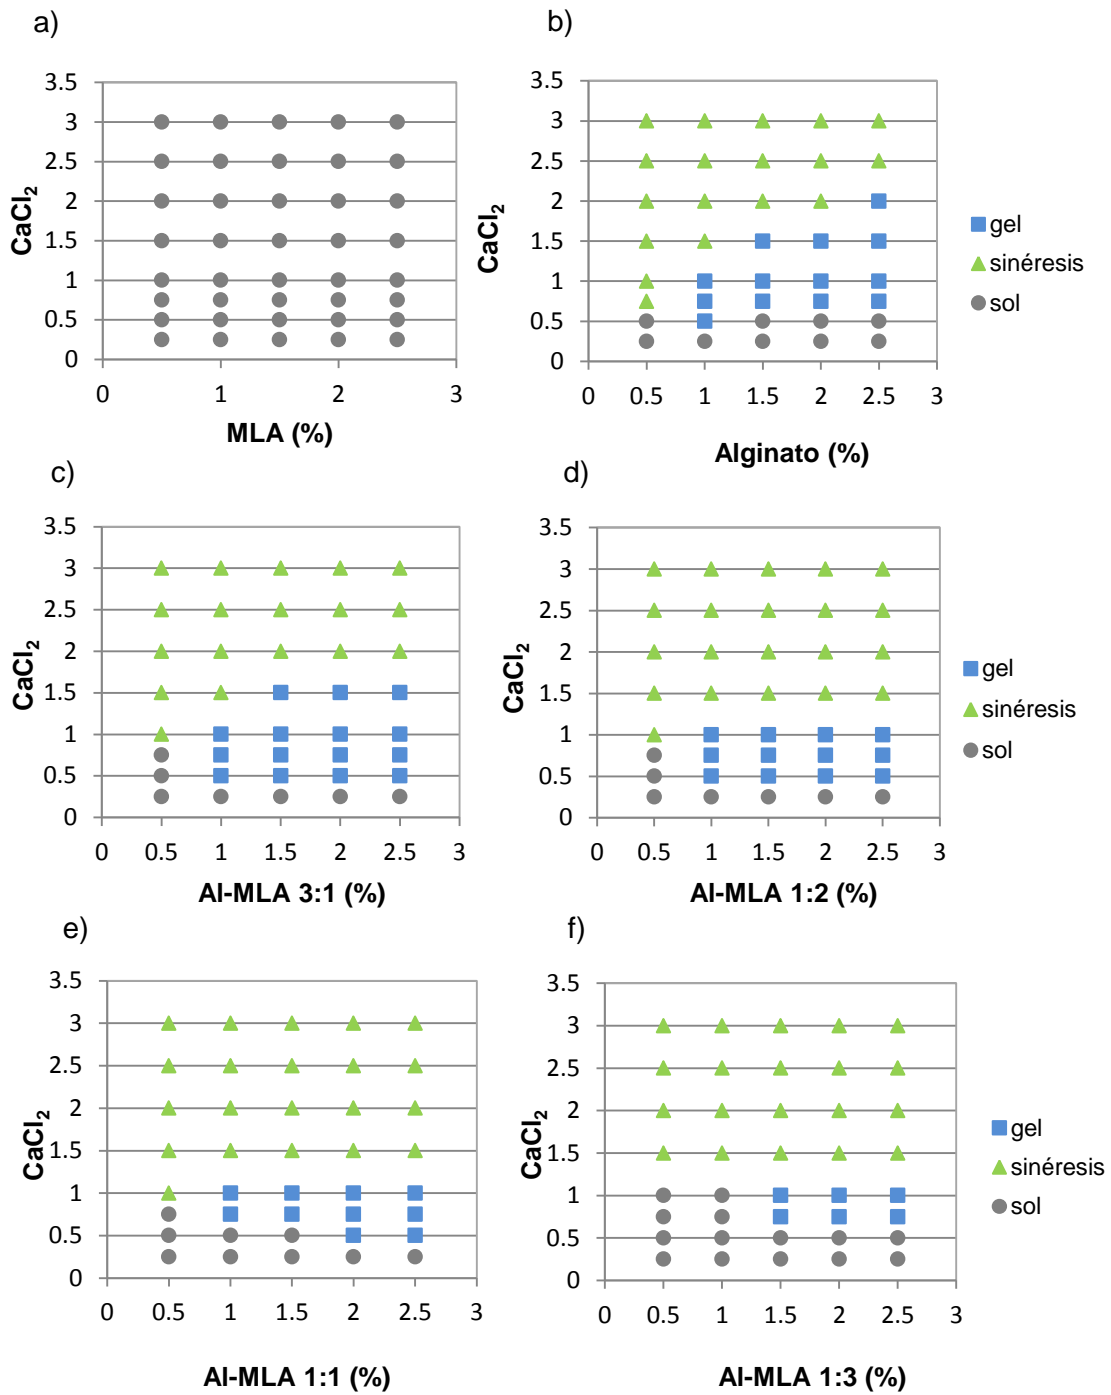 a)
3.5
3
2.5
2
1.5
1
0.5
0
0 1 2 3
CaCl₂
MLA (%)
b)
3.5
3
2.5
2
1.5
1
0.5
0
0 0.5 1 1.5 2 2.5 3
CaCl₂
Alginato (%)
gel
sinéresis
sol
c)
3.5
3
2.5
2
1.5
1
0.5
0
0 0.5 1 1.5 2 2.5 3
CaCl₂
Al-MLA 3:1 (%)
d)
3.5
3
2.5
2
1.5
1
0.5
0
0 0.5 1 1.5 2 2.5 3
CaCl₂
Al-MLA 1:2 (%)
gel
sinéresis
sol
e)
3.5
3
2.5
2
1.5
1
0.5
0
0 0.5 1 1.5 2 2.5 3
CaCl₂
Al-MLA 1:1 (%)
f)
3.5
3
2.5
2
1.5
1
0.5
0
0 0.5 1 1.5 2 2.5 3
CaCl₂
Al-MLA 1:3 (%)
gel
sinéresis
sol